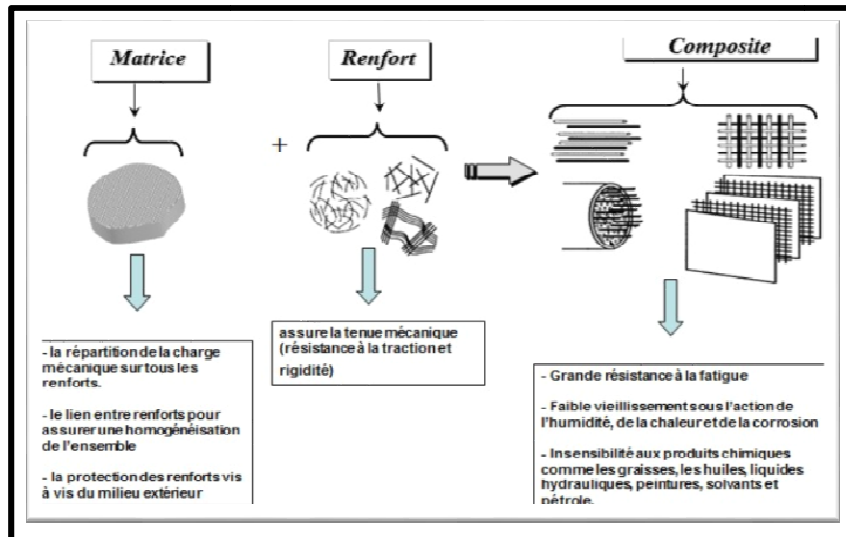 Matrice
Renfort
Composite
+
- la répartition de la charge
mécanique sur tous les
renforts.
- le lien entre renforts pour
assurer une homogénéisation
de l'ensemble
- la protection des renforts vis
à vis du milieu extérieur
assure la tenue mécanique
(résistance à la traction et
rigidité)
- Grande résistance à la fatigue
- Faible vieillissement sous l'action de
l'humidité, de la chaleur et de la corrosion
- Insensibilité aux produits chimiques
comme les graisses, les huiles, liquides
hydrauliques, peintures, solvants et
pétrole.